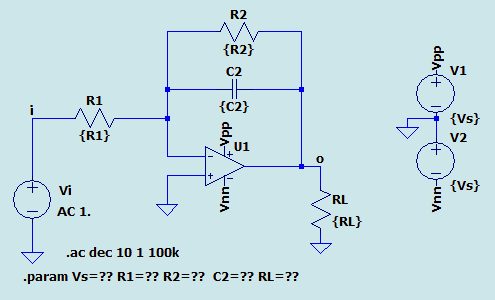 R2
{R2}
C2
{C2}
i
R1
{R1}
Vpp
U1
Vnn
o
RL
{RL}
Vi
AC 1.
Vpp
V1
{Vs}
V2
{Vs}
Vnn
.ac dec 10 1 100k
.param Vs=?? R1=?? R2=?? C2=?? RL=??